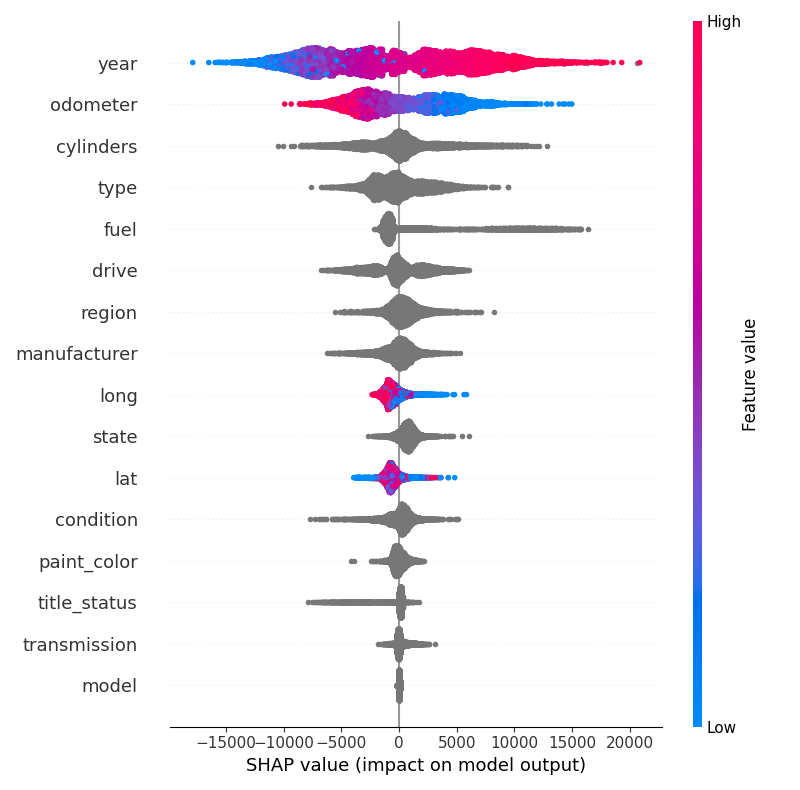 High
year
odometer
cylinders
type
fuel
drive
region
manufacturer
long
state
lat
condition
paint_color
title_status
transmission
model
Feature value
Low
−15000 −10000 −5000 0 5000 10000 15000 20000
SHAP value (impact on model output)